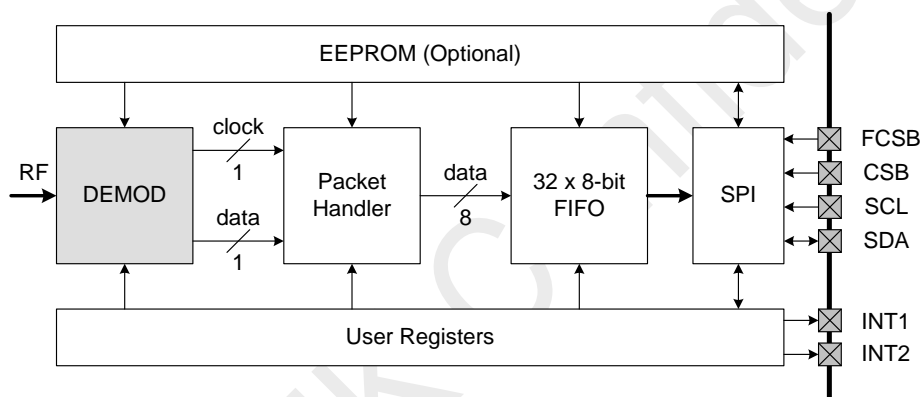 EEPROM (Optional)
clock
1
RF
DEMOD
data
1
Packet
Handler
data
8
32 x 8-bit
FIFO
SPI
FCSB
CSB
SCL
SDA
User Registers
INT1
INT2